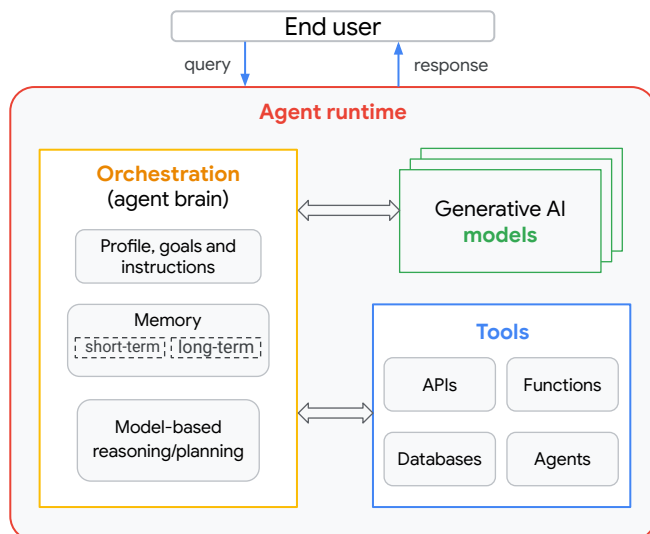 End user
query
response
Agent runtime
Orchestration
(agent brain)
Profile, goals and
instructions
Memory
short-term
long-term
Model-based
reasoning/planning
Generative AI
models
Tools
APIs
Functions
Databases
Agents